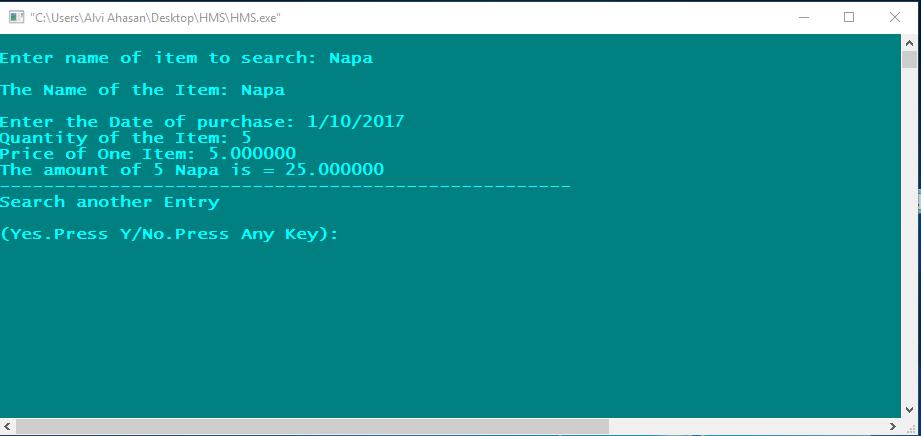 "C:\Users\Alvi Ahasan\Desktop\HMS\HMS.exe"
Enter name of item to search: Napa
The Name of the Item: Napa
Enter the Date of purchase: 1/10/2017
Quantity of the Item: 5
Price of One Item: 5.000000
The amount of 5 Napa is = 25.000000
----------------------------------------------------
Search another Entry
(Yes.Press Y/No.Press Any Key):